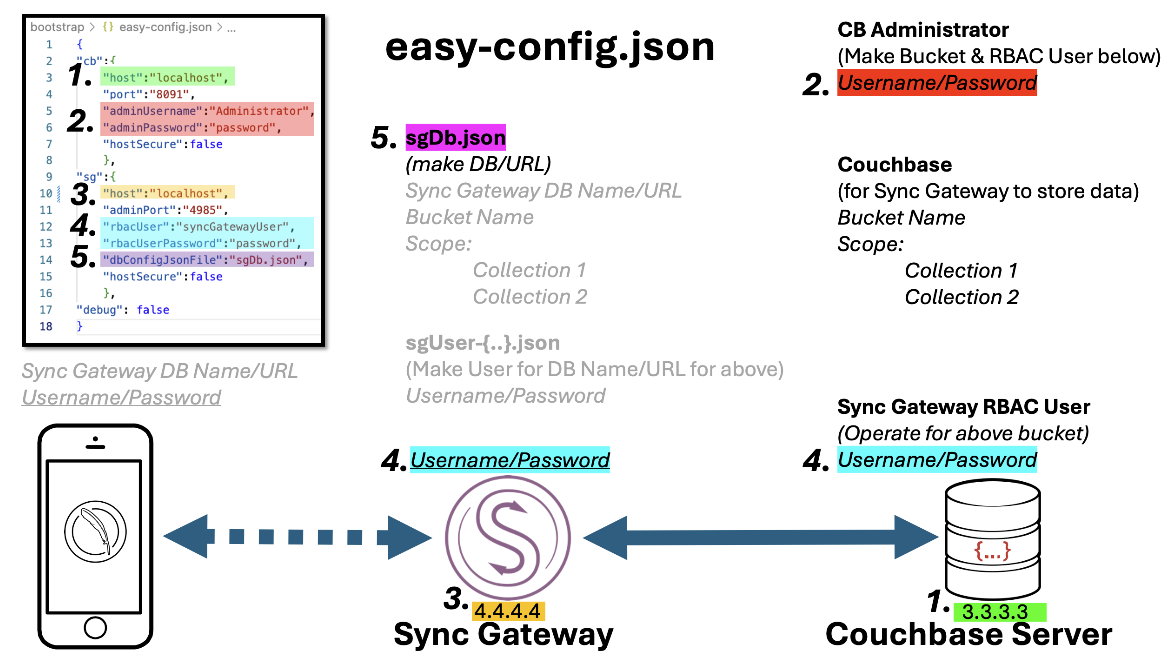 bootstrap > {} easy-config.json > ...
1 {
2 "cb":{
1. 3 "host":"localhost",
4 "port":"8091",
5 "adminUsername":"Administrator",
2. 6 "adminPassword":"password",
7 "hostSecure":false
8 },
9 "sg":{
3. 10 "host":"localhost",
11 "adminPort":"4985",
4. 12 "rbacUser":"syncGatewayUser",
13 "rbacUserPassword":"password",
5. 14 "dbConfigJsonFile":"sgDb.json",
15 "hostSecure":false
16 },
17 "debug": false
18 }
Sync Gateway DB Name/URL
Username/Password
easy-config.json
5. sgDb.json
(make DB/URL)
Sync Gateway DB Name/URL
Bucket Name
Scope:
Collection 1
Collection 2
sgUser-{..}.json
(Make User for DB Name/URL for above)
Username/Password
4. Username/Password
3. 4.4.4.4
Sync Gateway
CB Administrator
(Make Bucket & RBAC User below)
2. Username/Password
Couchbase
(for Sync Gateway to store data)
Bucket Name
Scope:
Collection 1
Collection 2
Sync Gateway RBAC User
(Operate for above bucket)
4. Username/Password
{...}
1. 3.3.3.3
Couchbase Server